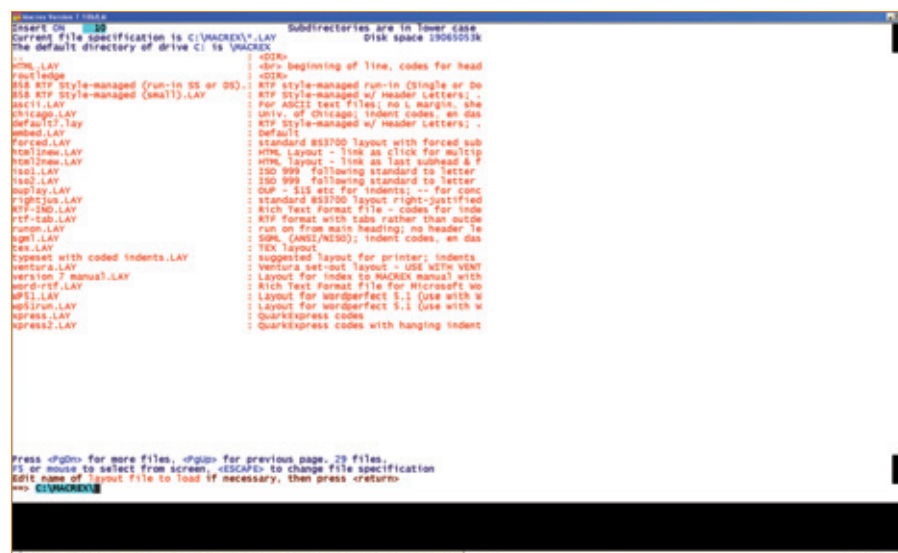 Macrex Version 7
Insert ON 10 Subdirectories are in lower case
Current file specification is C:\MACREX\*.LAY Disk space 19065053k
The default directory of drive C: is \MACREX
.. : <DIR>
HTML.LAY : <br> beginning of line, codes for head
routledge : <DIR>
858 RTF Style-managed (run-in SS or DS).: RTF style-managed run-in (Single or Do
858 RTF Style-managed (small).LAY : RTF Style-managed w/ Header Letters; .
ascii.LAY : For ASCII text files; no L margin, she
chicago.LAY : Univ. of Chicago; indent codes, en das
default7.lay : RTF Style-managed w/ Header Letters; .
embed.LAY : Default
forced.LAY : standard BS3700 layout with forced sub
html1new.LAY : HTML Layout - link as click for multip
html2new.LAY : HTML layout - link as last subhead & f
iso1.LAY : ISO 999 following standard to letter
iso2.LAY : ISO 999 following standard to letter
ouplay.LAY : OUP - $1$ etc for indents; -- for conc
rightjus.LAY : standard BS3700 layout right-justified
RTF-IND.LAY : Rich Text Format file - codes for inde
rtf-tab.LAY : RTF format with tabs rather than outde
runon.LAY : run on from main heading; no header le
sgml.LAY : SGML (ANSI/NISO); indent codes, en das
tex.LAY : TEX layout
typeset with coded indents.LAY : suggested layout for printer; indents
ventura.LAY : Ventura set-out layout - USE WITH VENT
version 7 manual.LAY : Layout for index to MACREX manual with
word-rtf.LAY : Rich Text Format file for Microsoft Wo
WP51.LAY : Layout for Wordperfect 5.1 (use with W
wp51run.LAY : Layout for Wordperfect 5.1 (use with W
xpress.LAY : QuarkExpress codes
xpress2.LAY : QuarkExpress codes with hanging indent
Press <PgDn> for more files, <PgUp> for previous page. 29 files.
F5 or mouse to select from screen, <ESCAPE> to change file specification
Edit name of layout file to load if necessary, then press <return>
==> C:\MACREX\